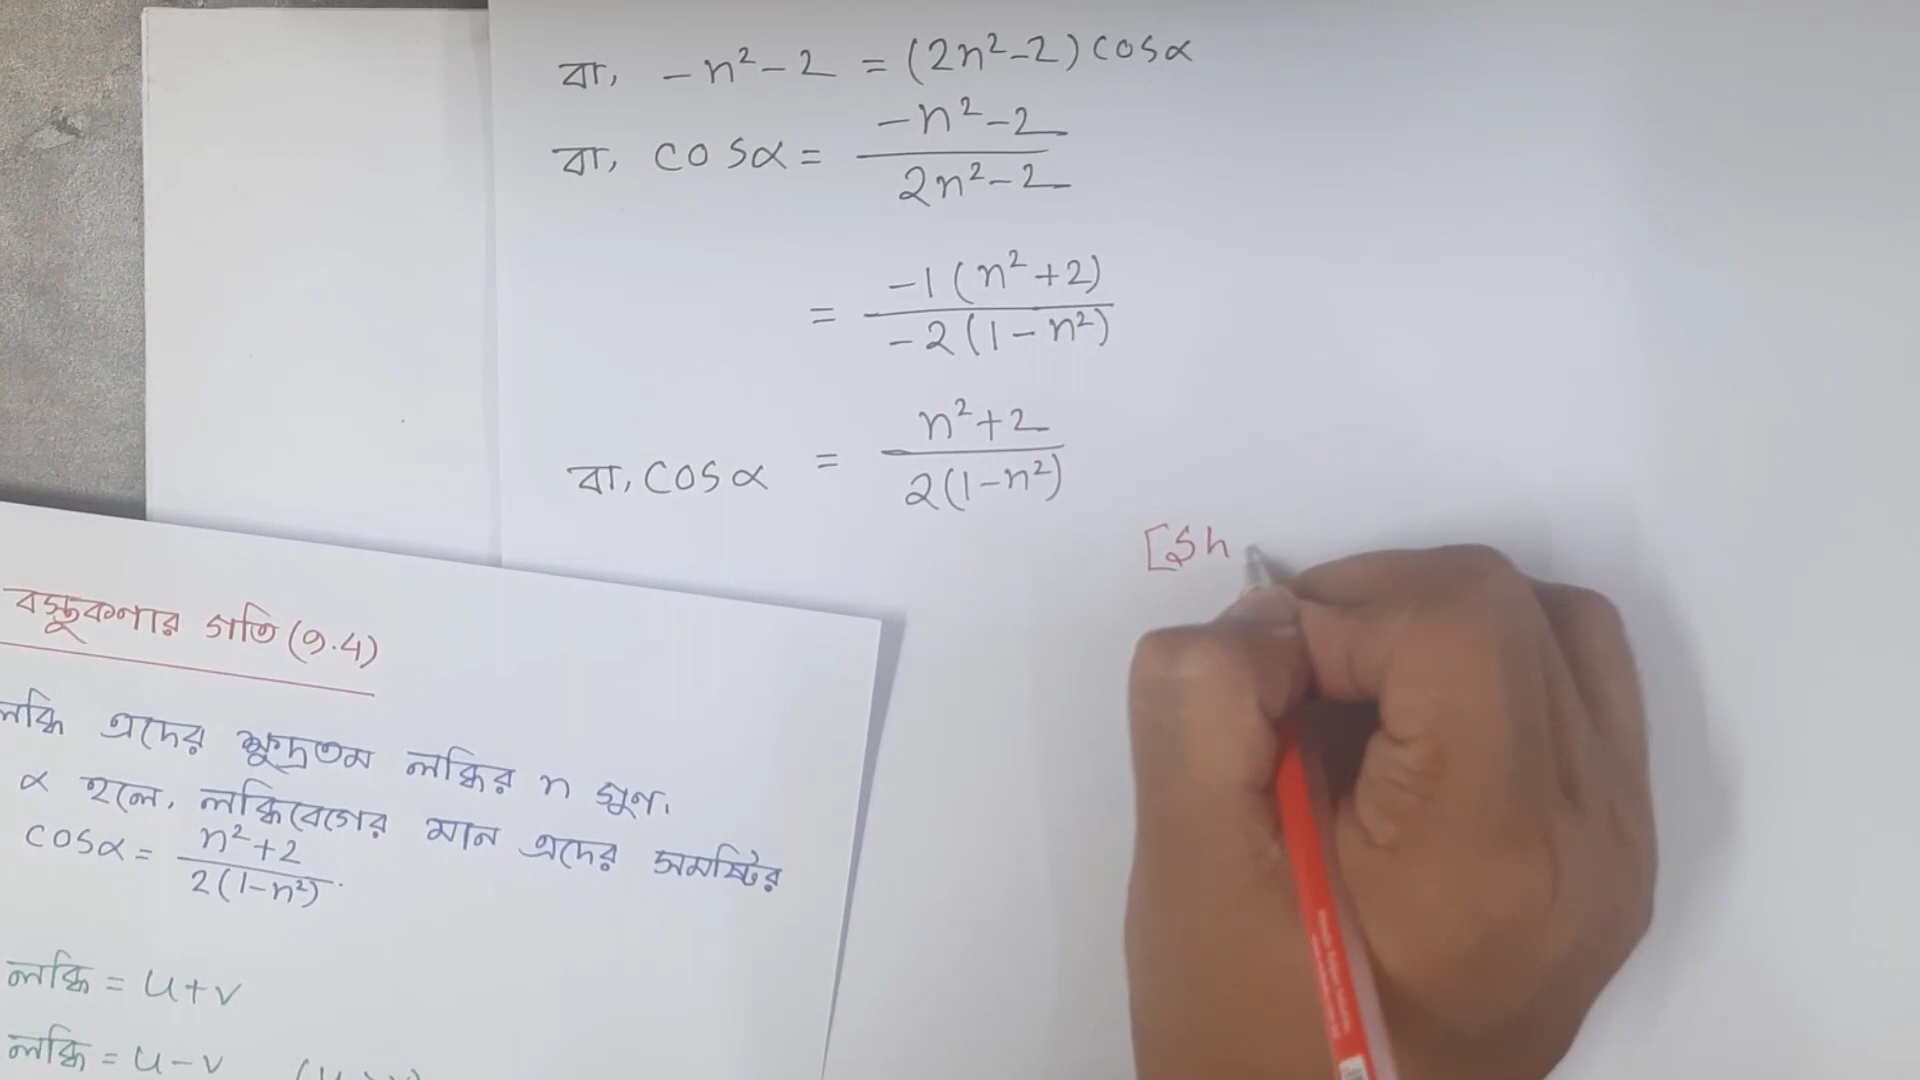 বা, -n²-2 = (2n²-2) cosα
বা, cosα = -n²-2 / 2n²-2
= -1(n²+2) / -2(1-n²)
বা, cosα = n²+2 / 2(1-n²)
[Sh
বস্তুকণার গতি (9.4)
লব্ধি এদের ক্ষুদ্রতম লব্ধির n গুণ।
α হলে, লব্ধিবেগের মান এদের সমষ্টির
cosα = n²+2 / 2(1-n²).
লব্ধি = u+v
লব্ধি = u-v